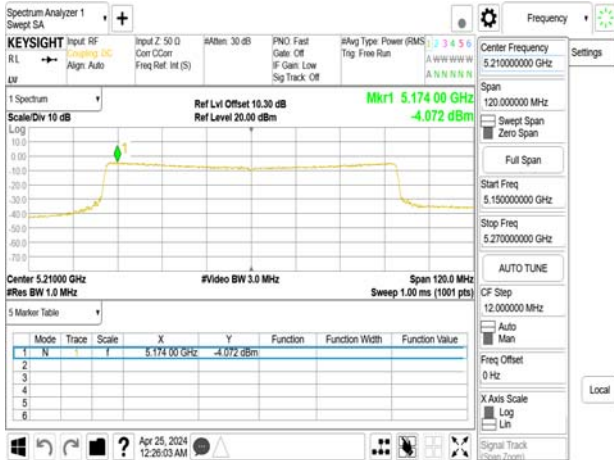 Spectrum Analyzer 1
Swept SA
+
Frequency
KEYSIGHT
RL
LXI
Input: RF
Coupling: DC
Align: Auto
Input Z: 50 Ω
Corr CCorr
Freq Ref: Int (S)
#Atten: 30 dB
PNO: Fast
Gate: Off
IF Gain: Low
Sig Track: Off
#Avg Type: Power (RMS
Trig: Free Run
1 2 3 4 5 6
A W W W W W
A N N N N N
Center Frequency
5.210000000 GHz
Settings
Span
120.000000 MHz
Swept Span
Zero Span
Full Span
Start Freq
5.150000000 GHz
Stop Freq
5.270000000 GHz
AUTO TUNE
CF Step
12.000000 MHz
Auto
Man
Freq Offset
0 Hz
Local
X Axis Scale
Log
Lin
Signal Track
(Span Zoom)
1 Spectrum
Scale/Div 10 dB
Ref Lvl Offset 10.30 dB
Ref Level 20.00 dBm
Mkr1 5.174 00 GHz
-4.072 dBm
Log
10.0
0.00
-10.0
-20.0
-30.0
-40.0
-50.0
-60.0
-70.0
1
Center 5.21000 GHz
#Res BW 1.0 MHz
#Video BW 3.0 MHz
Span 120.0 MHz
Sweep 1.00 ms (1001 pts)
5 Marker Table
Mode Trace Scale X Y Function Function Width Function Value
1 N 1 f 5.174 00 GHz -4.072 dBm
2
3
4
5
6
?
Apr 25, 2024
12:26:03 AM